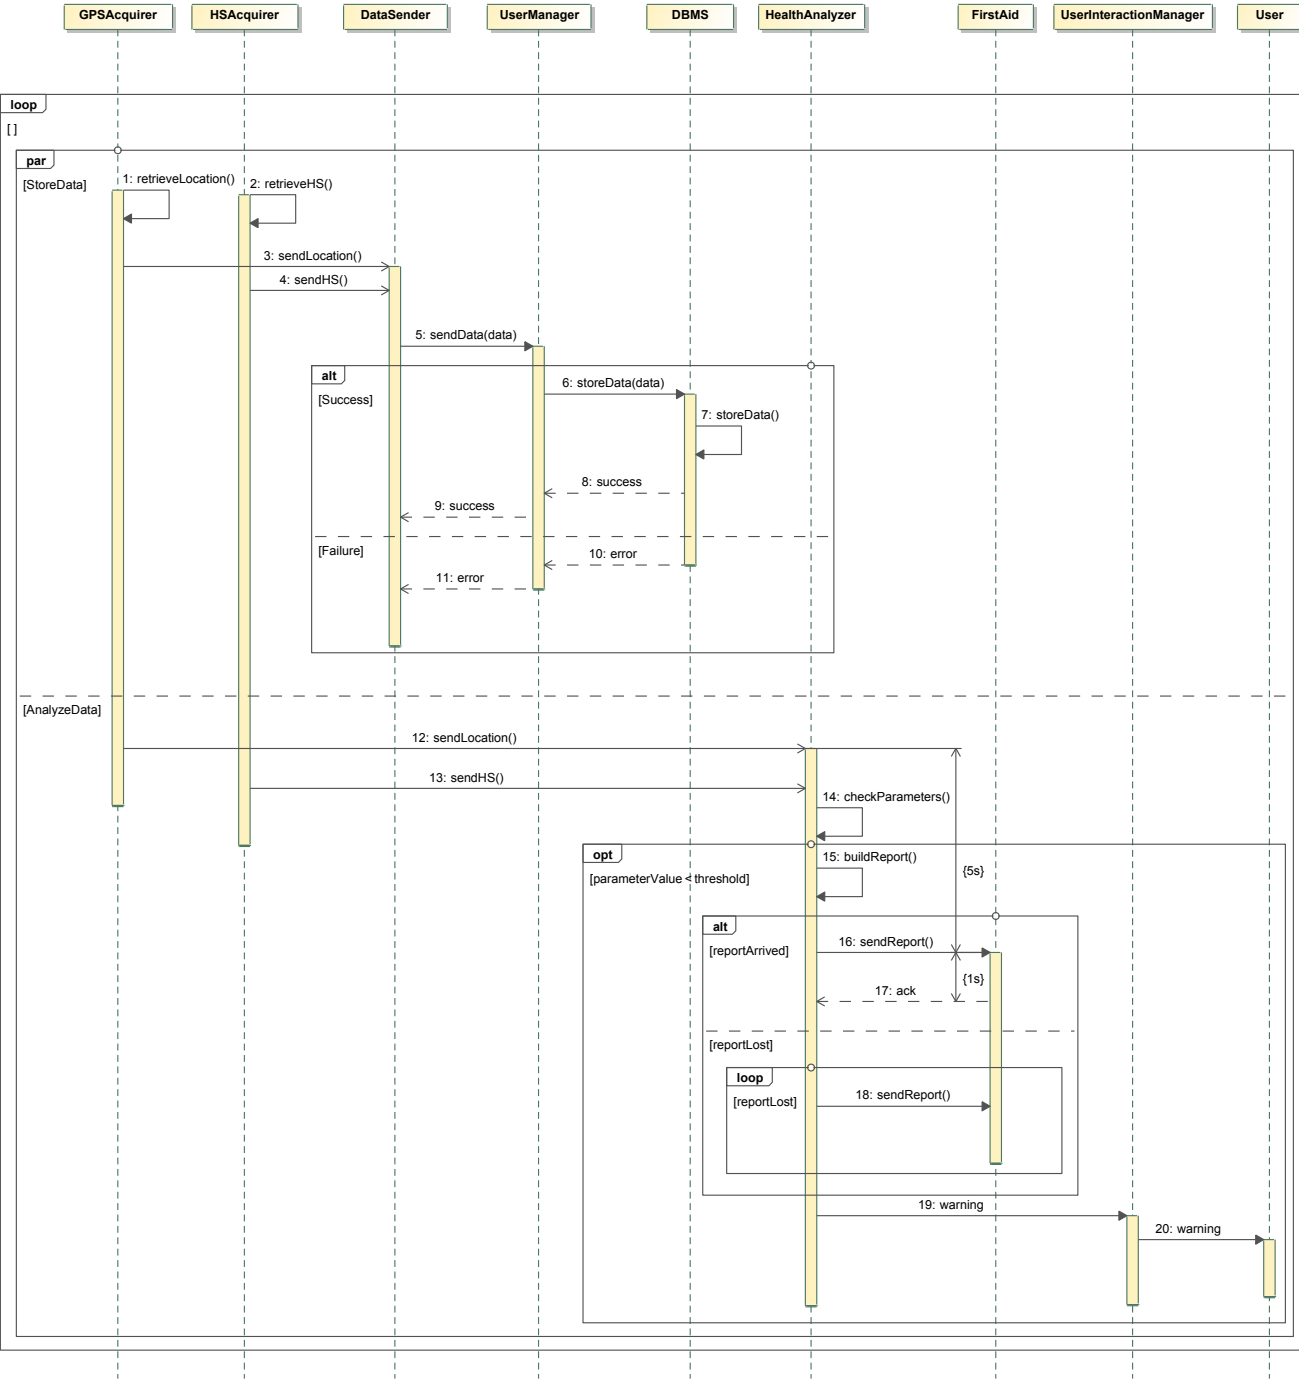 GPSAcquirer HSAcquirer DataSender UserManager DBMS HealthAnalyzer FirstAid UserInteractionManager User
loop
[ ]
par
[StoreData]
1: retrieveLocation()
2: retrieveHS()
3: sendLocation()
4: sendHS()
5: sendData(data)
alt
[Success]
6: storeData(data)
7: storeData()
8: success
9: success
[Failure]
10: error
11: error
[AnalyzeData]
12: sendLocation()
13: sendHS()
14: checkParameters()
opt
[parameterValue < threshold]
15: buildReport()
{5s}
alt
[reportArrived]
16: sendReport()
{1s}
17: ack
[reportLost]
loop
[reportLost]
18: sendReport()
19: warning
20: warning